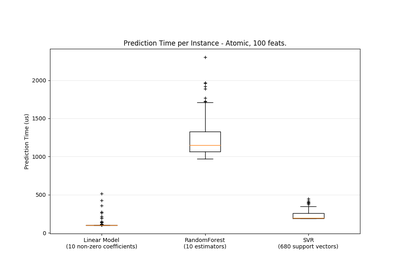 Prediction Time per Instance - Atomic, 100 feats.
Prediction Time (us)
2000
1500
1000
500
0
Linear Model
(10 non-zero coefficients)
RandomForest
(10 estimators)
SVR
(680 support vectors)